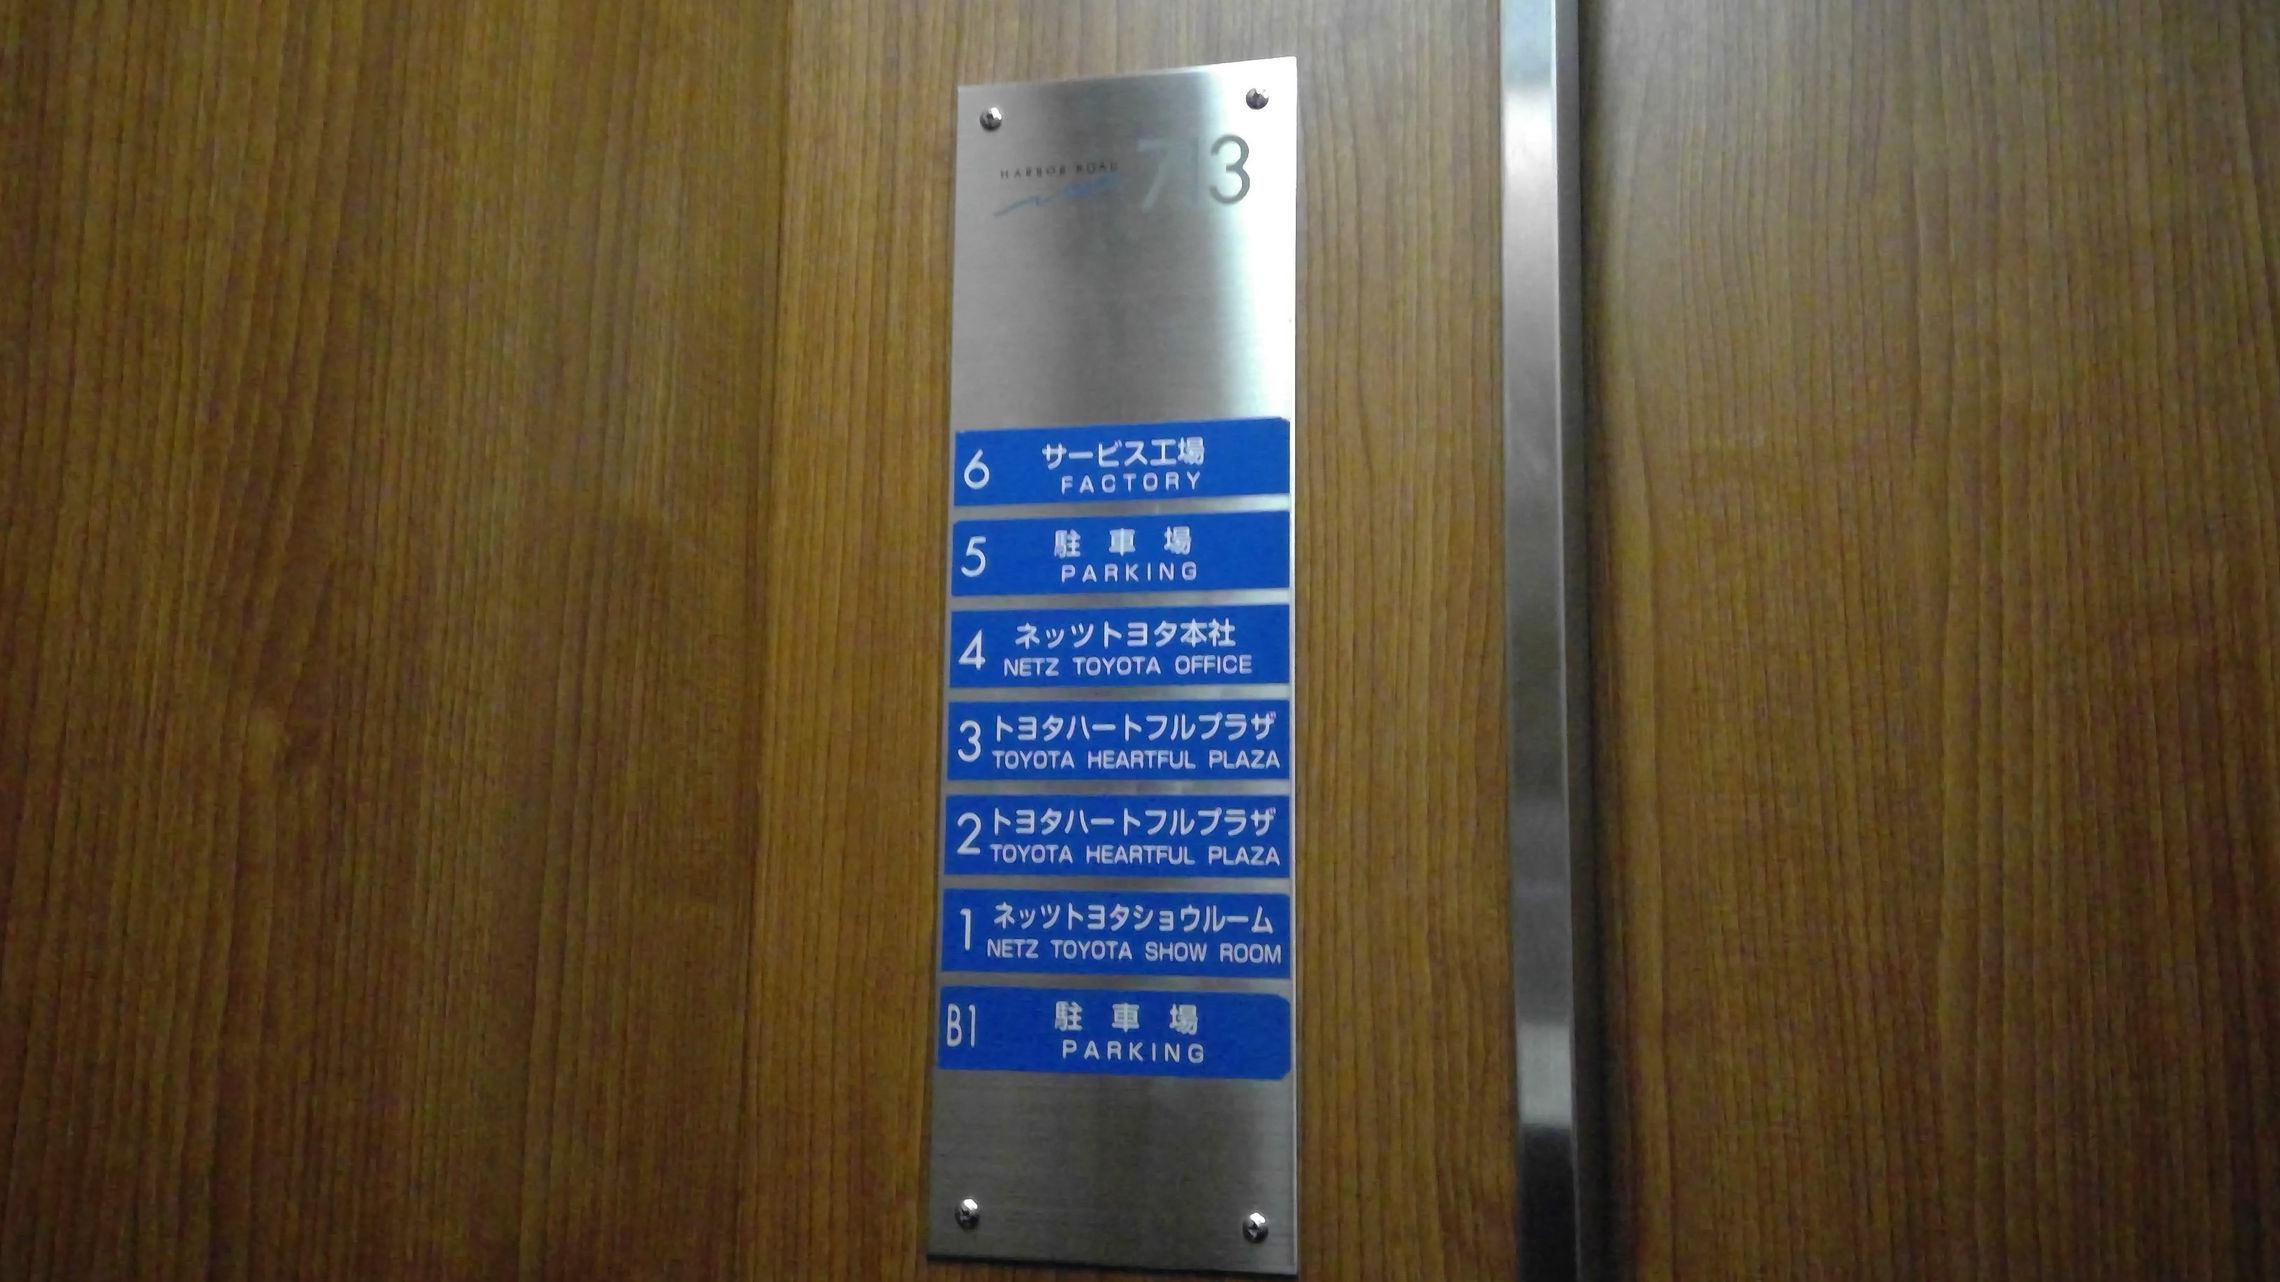 HARBOR ROAD 713
6 サービス工場
FACTORY
5 駐車場
PARKING
4 ネッツトヨタ本社
NETZ TOYOTA OFFICE
3 トヨタハートフルプラザ
TOYOTA HEARTFUL PLAZA
2 トヨタハートフルプラザ
TOYOTA HEARTFUL PLAZA
1 ネッツトヨタショウルーム
NETZ TOYOTA SHOW ROOM
B1 駐車場
PARKING